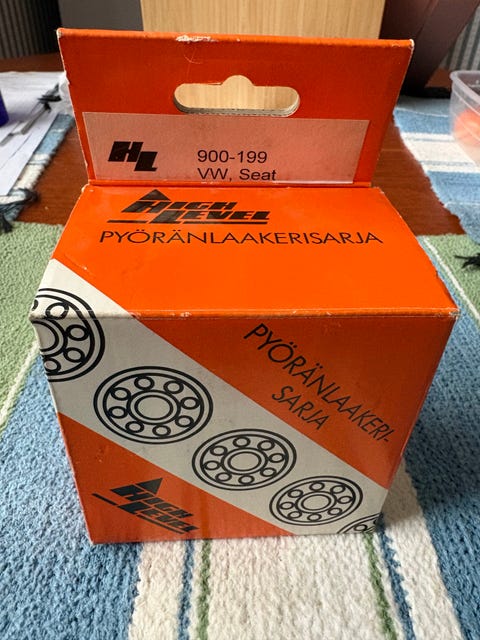 HL
900-199
VW, Seat
HIGH
LEVEL
PYÖRÄNLAAKERISARJA
PYÖRÄNLAAKERI-
SARJA
HIGH
LEVEL